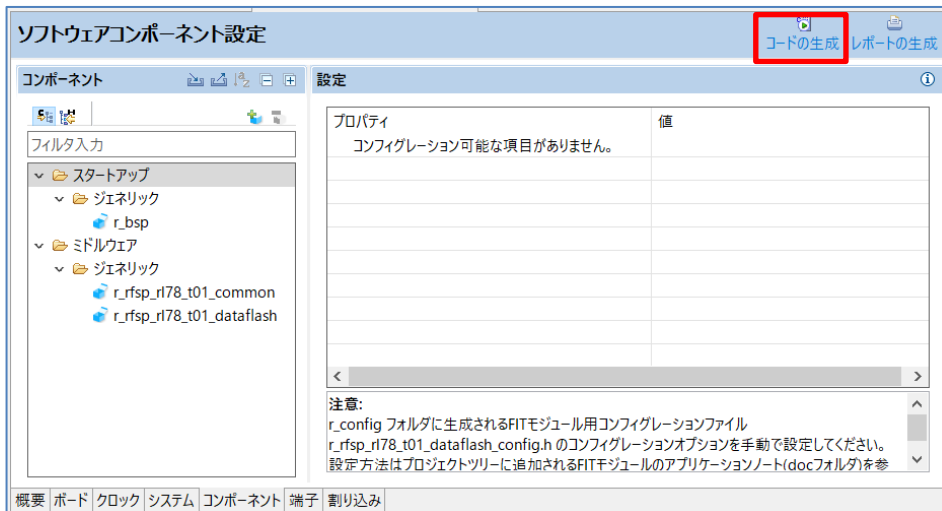 ソフトウェアコンポーネント設定
コードの生成 レポートの生成
コンポーネント
設定
フィルタ入力
プロパティ 値
コンフィグレーション可能な項目がありません。
スタートアップ
ジェネリック
r_bsp
ミドルウェア
ジェネリック
r_rfsp_rl78_t01_common
r_rfsp_rl78_t01_dataflash
注意:
r_config フォルダに生成されるFITモジュール用コンフィグレーションファイル
r_rfsp_rl78_t01_dataflash_config.h のコンフィグレーションオプションを手動で設定してください。
設定方法はプロジェクトツリーに追加されるFITモジュールのアプリケーションノート(docフォルダ)を参
概要 ボード クロック システム コンポーネント 端子 割り込み